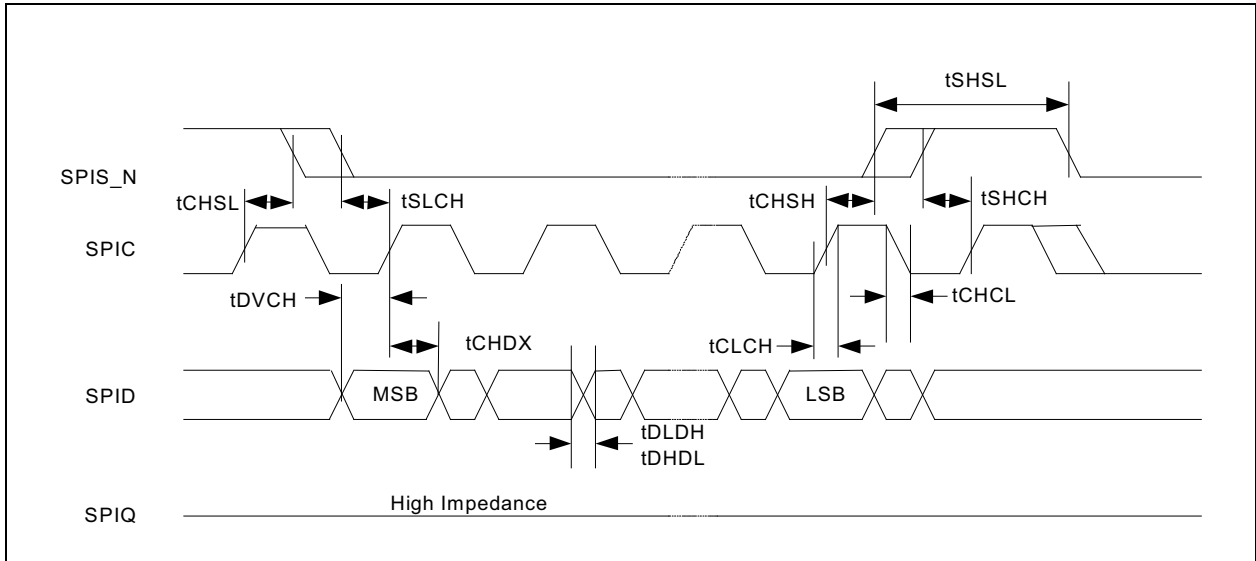 tSHSL
SPIS_N
tCHSL
tSLCH
tCHSH
tSHCH
SPIC
tDVCH
tCHCL
tCHDX
tCLCH
SPID
MSB
LSB
tDLDH
tDHDL
High Impedance
SPIQ